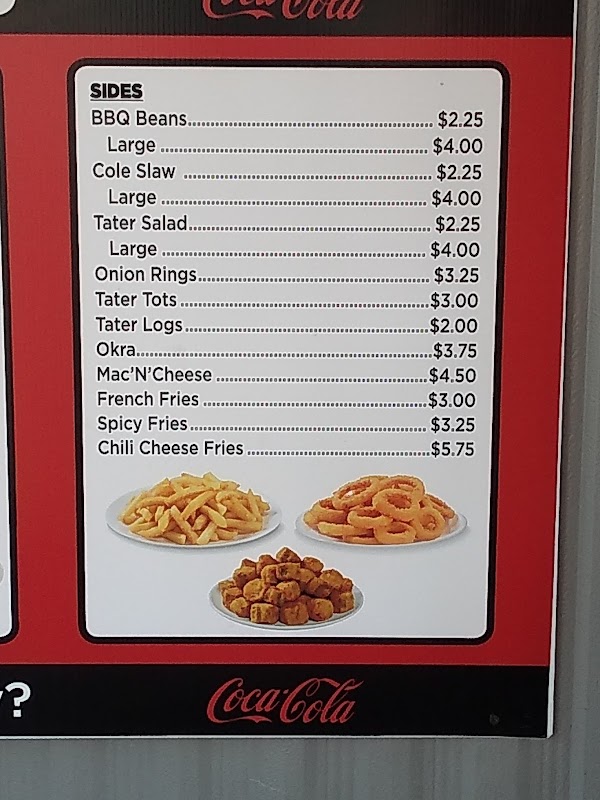 Coca-Cola
SIDES
BBQ Beans........ $2.25
Large ........ $4.00
Cole Slaw ........ $2.25
Large ........ $4.00
Tater Salad........ $2.25
Large ........ $4.00
Onion Rings........ $3.25
Tater Tots ........ $3.00
Tater Logs........ $2.00
Okra........ $3.75
Mac'N'Cheese ........ $4.50
French Fries ........ $3.00
Spicy Fries........ $3.25
Chili Cheese Fries ........ $5.75
?
Coca-Cola